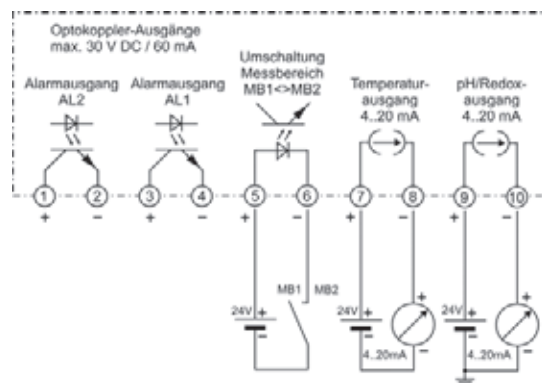 Optokoppler-Ausgänge
max. 30 V DC / 60 mA
Alarmausgang
AL2
Alarmausgang
AL1
Umschaltung
Messbereich
MB1<>MB2
Temperatur-
ausgang
4..20 mA
pH/Redox-
ausgang
4..20 mA
1 2 3 4 5 6 7 8 9 10
+ − + − + − + − + −
MB1 MB2
24V + −
24V + −
+ −
4..20mA
24V + −
+ −
4..20mA